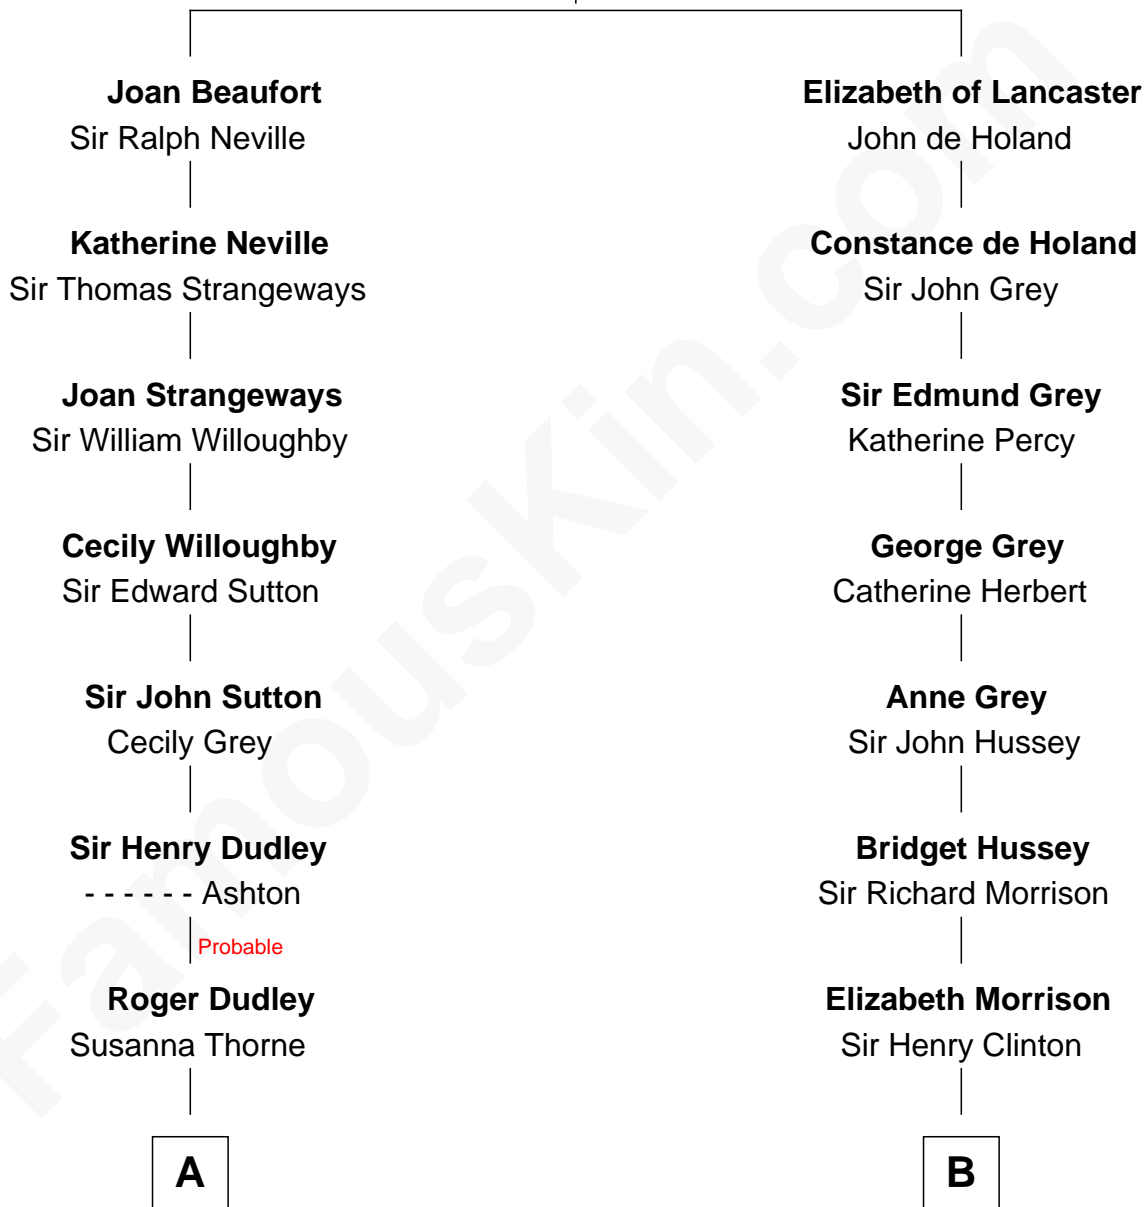 Joan Beaufort
Sir Ralph Neville
Katherine Neville
Sir Thomas Strangeways
Joan Strangeways
Sir William Willoughby
Cecily Willoughby
Sir Edward Sutton
Sir John Sutton
Cecily Grey
Sir Henry Dudley
- - - - - - Ashton
Probable
Roger Dudley
Susanna Thorne
A
Elizabeth of Lancaster
John de Holand
Constance de Holand
Sir John Grey
Sir Edmund Grey
Katherine Percy
George Grey
Catherine Herbert
Anne Grey
Sir John Hussey
Bridget Hussey
Sir Richard Morrison
Elizabeth Morrison
Sir Henry Clinton
B
FamousKin.com